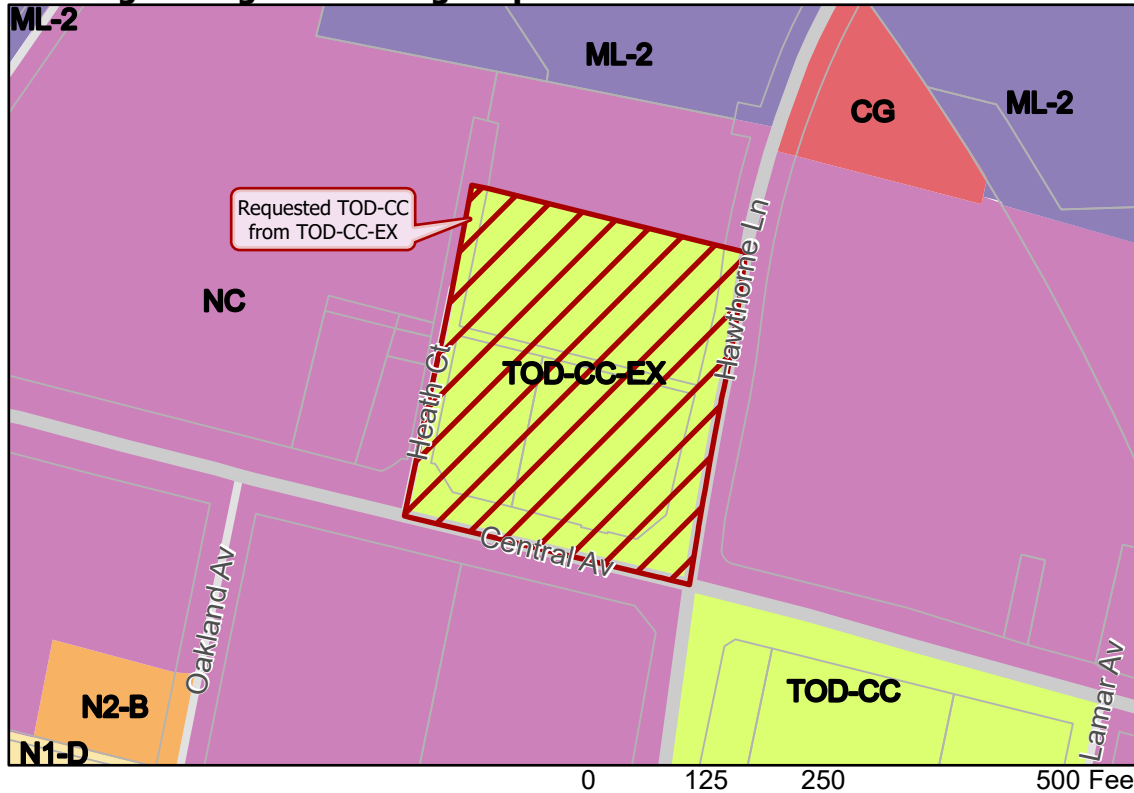 ML-2
ML-2
CG
ML-2
Requested TOD-CC
from TOD-CC-EX
Hawthorne Ln
NC
TOD-CC-EX
Heath Ct
Central Av
Oakland Av
N2-B
TOD-CC
Lamar Av
N1-D
0 125 250 500 Fee